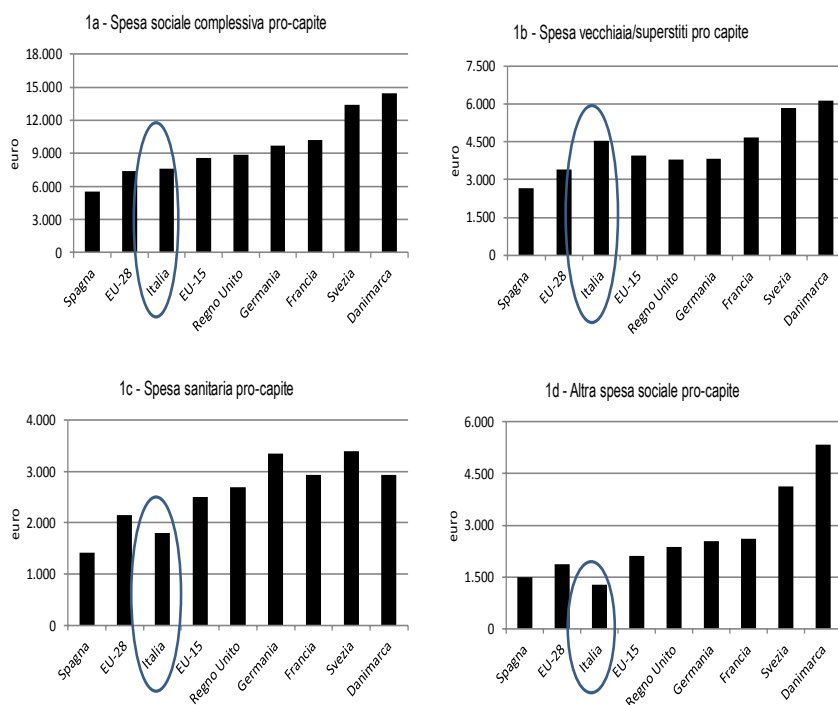 1a - Spesa sociale complessiva pro-capite
18.000
15.000
12.000
9.000
6.000
3.000
0
euro
Spagna
EU-28
Italia
EU-15
Regno Unito
Germania
Francia
Svezia
Danimarca
1b - Spesa vecchiaia/superstiti pro capite
7.500
6.000
4.500
3.000
1.500
0
euro
Spagna
EU-28
Italia
EU-15
Regno Unito
Germania
Francia
Svezia
Danimarca
1c - Spesa sanitaria pro-capite
4.000
3.000
2.000
1.000
0
euro
Spagna
EU-28
Italia
EU-15
Regno Unito
Germania
Francia
Svezia
Danimarca
1d - Altra spesa sociale pro-capite
6.000
4.500
3.000
1.500
0
euro
Spagna
EU-28
Italia
EU-15
Regno Unito
Germania
Francia
Svezia
Danimarca